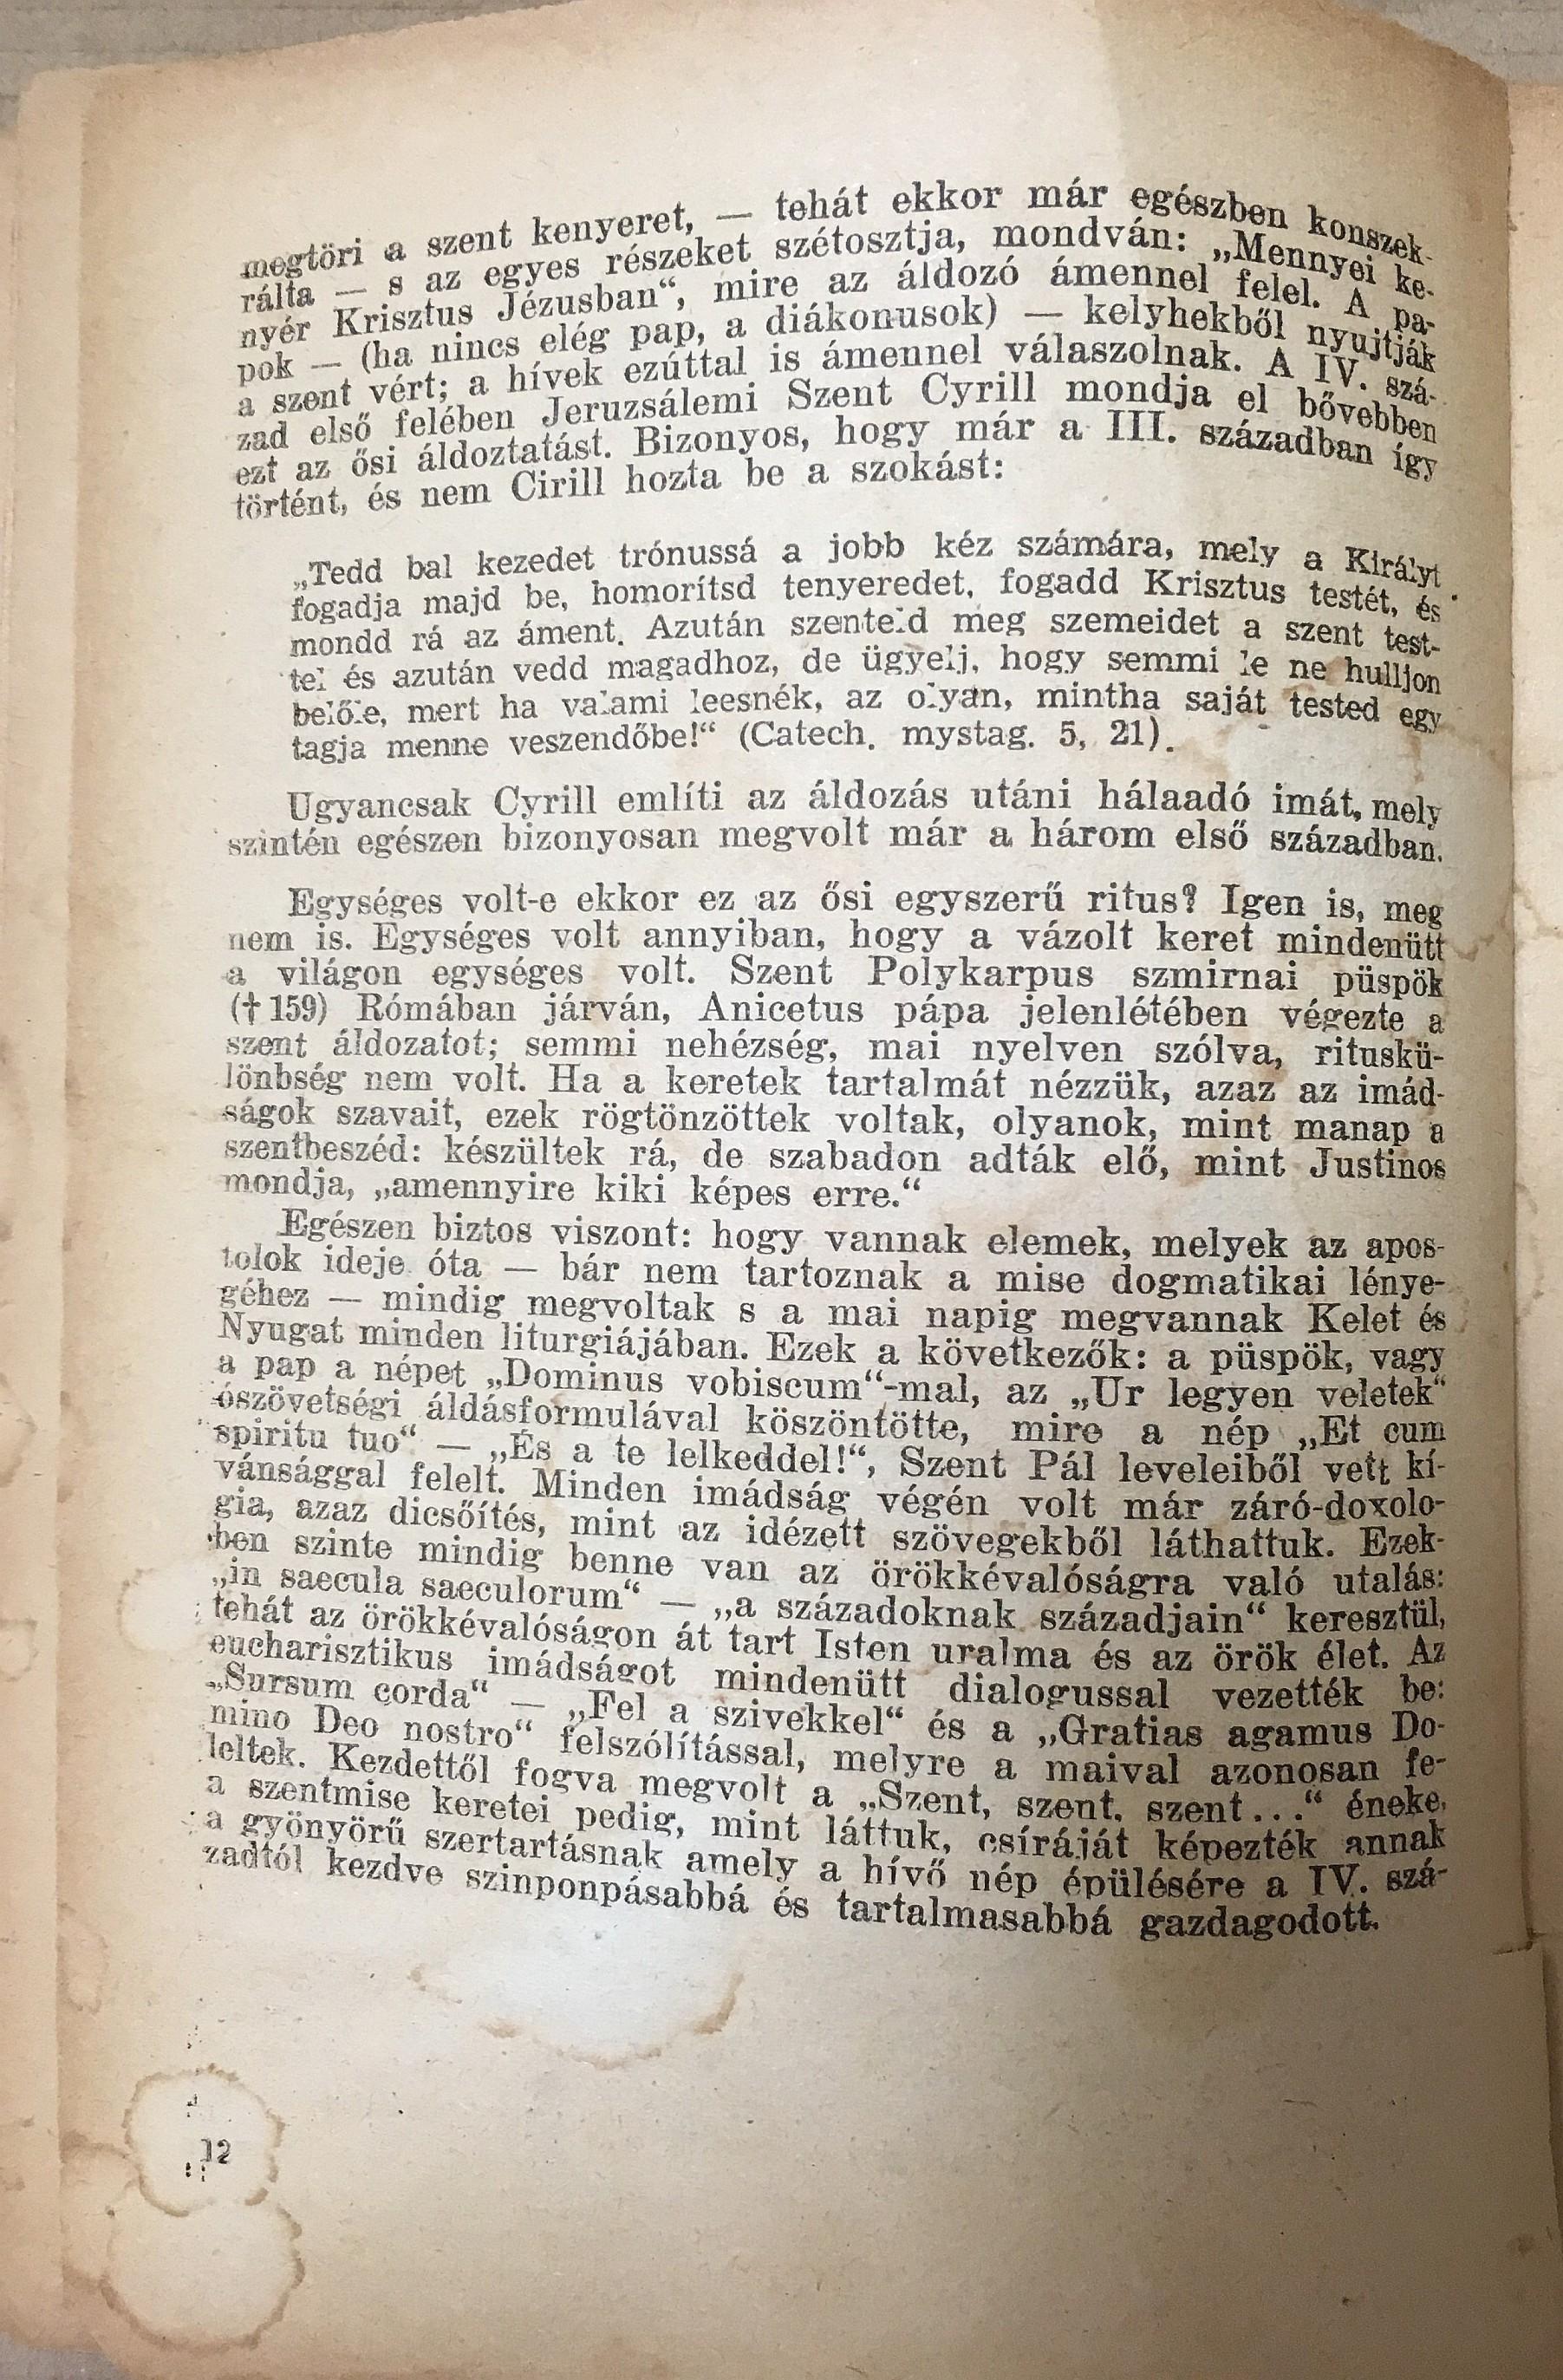 megtöri a szent kenyeret, — tehát ekkor már egészben konszek-
rálta — s az egyes részeket szétosztja, mondván: „Mennyei ke-
nyér Krisztus Jézusban“, mire az áldozó ámennel felel. A pa-
pok — (ha nincs elég pap, a diákonusok) — kelyhekből nyujtják
a szent vért; a hívek ezúttal is ámennel válaszolnak. A IV. szá-
zad első felében Jeruzsálemi Szent Cyrill mondja el bővebben
ezt az ősi áldoztatást. Bizonyos, hogy már a III. században így
történt, és nem Cirill hozta be a szokást:
„Tedd bal kezedet trónussá a jobb kéz számára, mely a Királyt
fogadja majd be, homorítsd tenyeredet, fogadd Krisztus testét, és
mondd rá az áment. Azután szenteld meg szemeidet a szent test-
tel és azután vedd magadhoz, de ügyelj, hogy semmi le ne hulljon
belőle, mert ha valami leesnék, az olyan, mintha saját tested egy
tagja menne veszendőbe!“ (Catech. mystag. 5, 21).
Ugyancsak Cyrill említi az áldozás utáni hálaadó imát, mely
szintén egészen bizonyosan megvolt már a három első században.
Egységes volt-e ekkor ez az ősi egyszerű ritus? Igen is, meg
nem is. Egységes volt annyiban, hogy a vázolt keret mindenütt
a világon egységes volt. Szent Polykarpus szmirnai püspök
(† 159) Rómában járván, Anicetus pápa jelenlétében végezte a
szent áldozatot; semmi nehézség, mai nyelven szólva, rituskü-
lönbség nem volt. Ha a keretek tartalmát nézzük, azaz az imád-
ságok szavait, ezek rögtönzöttek voltak, olyanok, mint manap a
szentbeszéd: készültek rá, de szabadon adták elő, mint Justinos
mondja, „amennyire kiki képes erre.“
Egészen biztos viszont: hogy vannak elemek, melyek az apos-
tolok ideje óta — bár nem tartoznak a mise dogmatikai lénye-
géhez — mindig megvoltak s a mai napig megvannak Kelet és
Nyugat minden liturgiájában. Ezek a következők: a püspök, vagy
a pap a népet „Dominus vobiscum“-mal, az „Ur legyen veletek“
ószövetségi áldásformulával köszöntötte, mire a nép „Et cum
spiritu tuo“ — „És a te lelkeddel!“, Szent Pál leveleiből vett kí-
vánsággal felelt. Minden imádság végén volt már záró-doxolo-
gia, azaz dicsőítés, mint az idézett szövegekből láthattuk. Ezek-
ben szinte mindig benne van az örökkévalóságra való utalás:
„in saecula saeculorum“ — „a századoknak századjain“ keresztül,
tehát az örökkévalóságon át tart Isten uralma és az örök élet. Az
eucharisztikus imádságot mindenütt dialogussal vezették be:
„Sursum corda“ — „Fel a szivekkel“ és a „Gratias agamus Do-
mino Deo nostro“ felszólítással, melyre a maival azonosan fe-
leltek. Kezdettől fogva megvolt a „Szent, szent, szent...“ éneke,
a szentmise keretei pedig, mint láttuk, csíráját képezték annak
a gyönyörű szertartásnak amely a hívő nép épülésére a IV. szá-
zadtól kezdve szinponpásabbá és tartalmasabbá gazdagodott.
12